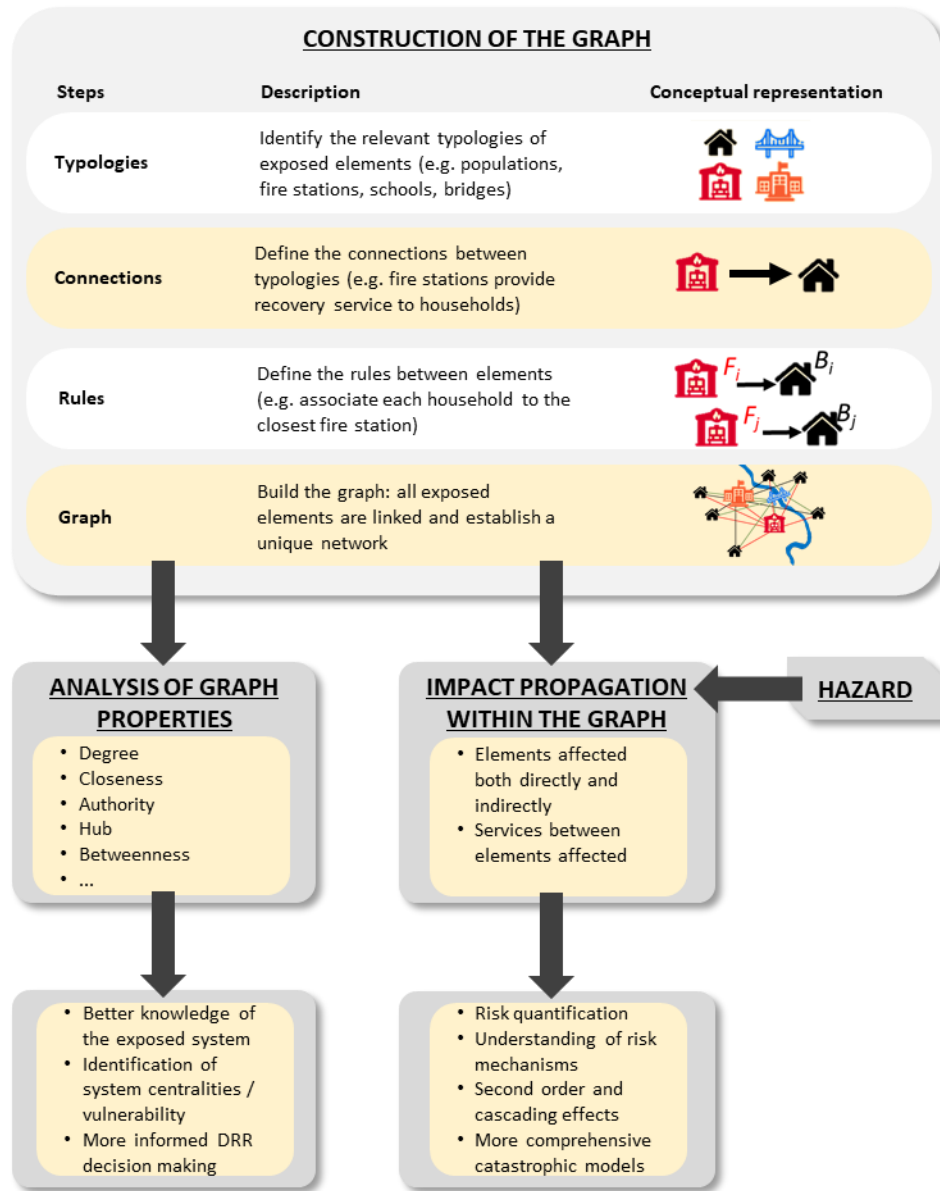 CONSTRUCTION OF THE GRAPH
Steps Description Conceptual representation
Typologies
Identify the relevant typologies of
exposed elements (e.g. populations,
fire stations, schools, bridges)
Connections
Define the connections between
typologies (e.g. fire stations provide
recovery service to households)
Rules
Define the rules between elements
(e.g. associate each household to the
closest fire station)
F_i B_i
F_j B_j
Graph
Build the graph: all exposed
elements are linked and establish a
unique network
ANALYSIS OF GRAPH
PROPERTIES
• Degree
• Closeness
• Authority
• Hub
• Betweenness
• ...
IMPACT PROPAGATION
WITHIN THE GRAPH
• Elements affected
both directly and
indirectly
• Services between
elements affected
HAZARD
• Better knowledge of
the exposed system
• Identification of
system centralities /
vulnerability
• More informed DRR
decision making
• Risk quantification
• Understanding of risk
mechanisms
• Second order and
cascading effects
• More comprehensive
catastrophic models